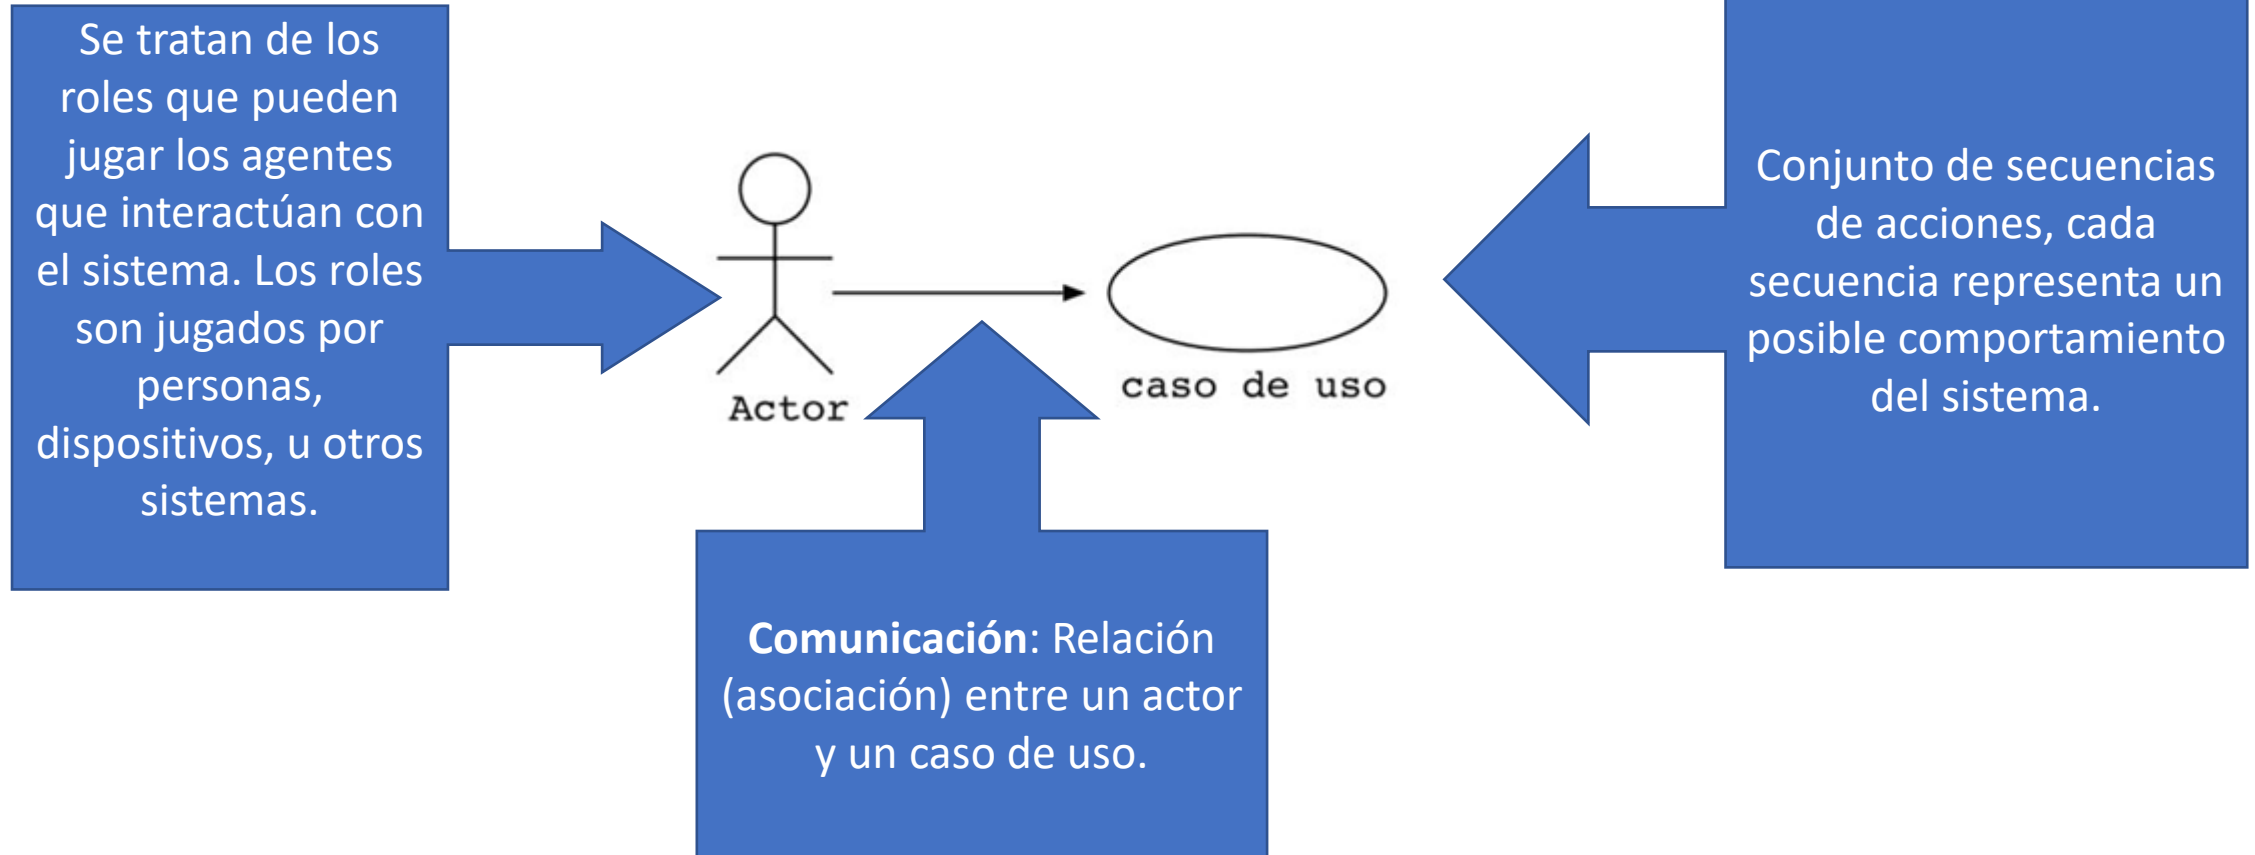 Se tratan de los
roles que pueden
jugar los agentes
que interactúan con
el sistema. Los roles
son jugados por
personas,
dispositivos, u otros
sistemas.
Actor
caso de uso
Comunicación: Relación
(asociación) entre un actor
y un caso de uso.
Conjunto de secuencias
de acciones, cada
secuencia representa un
posible comportamiento
del sistema.